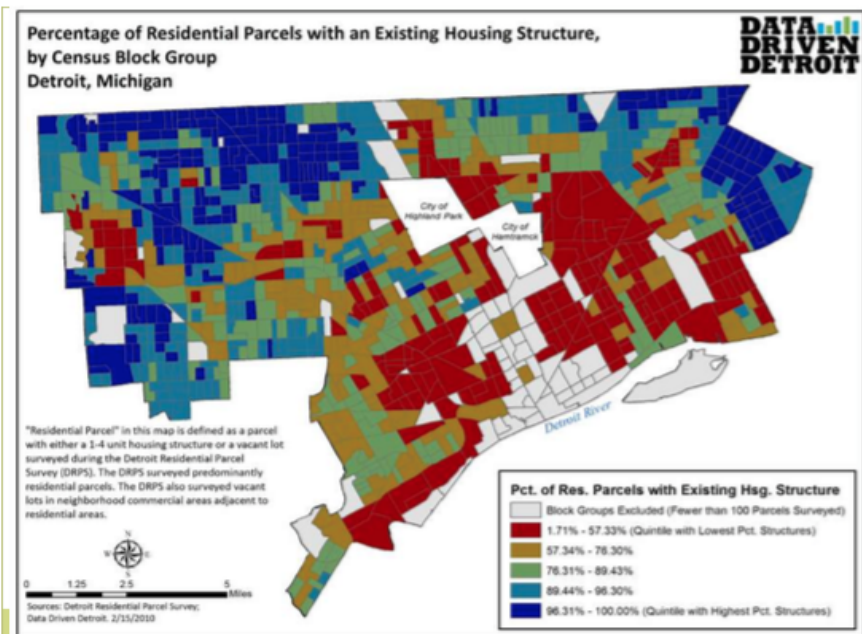 Percentage of Residential Parcels with an Existing Housing Structure,
by Census Block Group
Detroit, Michigan
DATA
DRIVEN
DETROIT
City of
Highland Park
City of
Hamtramck
Detroit River
"Residential Parcel" in this map is defined as a parcel
with either a 1-4 unit housing structure or a vacant lot
surveyed during the Detroit Residential Parcel
Survey (DRPS). The DRPS surveyed predominantly
residential parcels. The DRPS also surveyed vacant
lots in neighborhood commercial areas adjacent to
residential areas.
N
W E
S
0 1.25 2.5 5
Miles
Sources: Detroit Residential Parcel Survey;
Data Driven Detroit. 2/15/2010
Pct. of Res. Parcels with Existing Hsg. Structure
Block Groups Excluded (Fewer than 100 Parcels Surveyed)
1.71% - 57.33% (Quintile with Lowest Pct. Structures)
57.34% - 76.30%
76.31% - 89.43%
89.44% - 96.30%
96.31% - 100.00% (Quintile with Highest Pct. Structures)